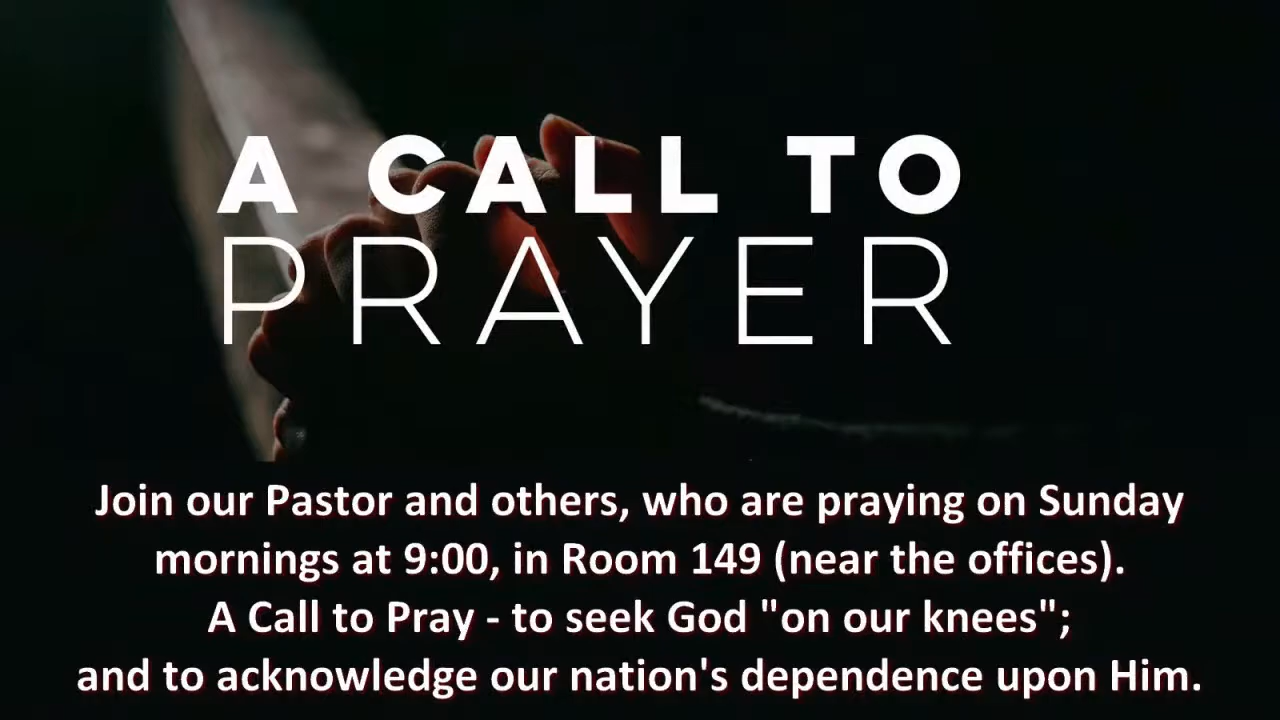 A CALL TO
PRAYER
Join our Pastor and others, who are praying on Sunday
mornings at 9:00, in Room 149 (near the offices).
A Call to Pray - to seek God "on our knees";
and to acknowledge our nation's dependence upon Him.